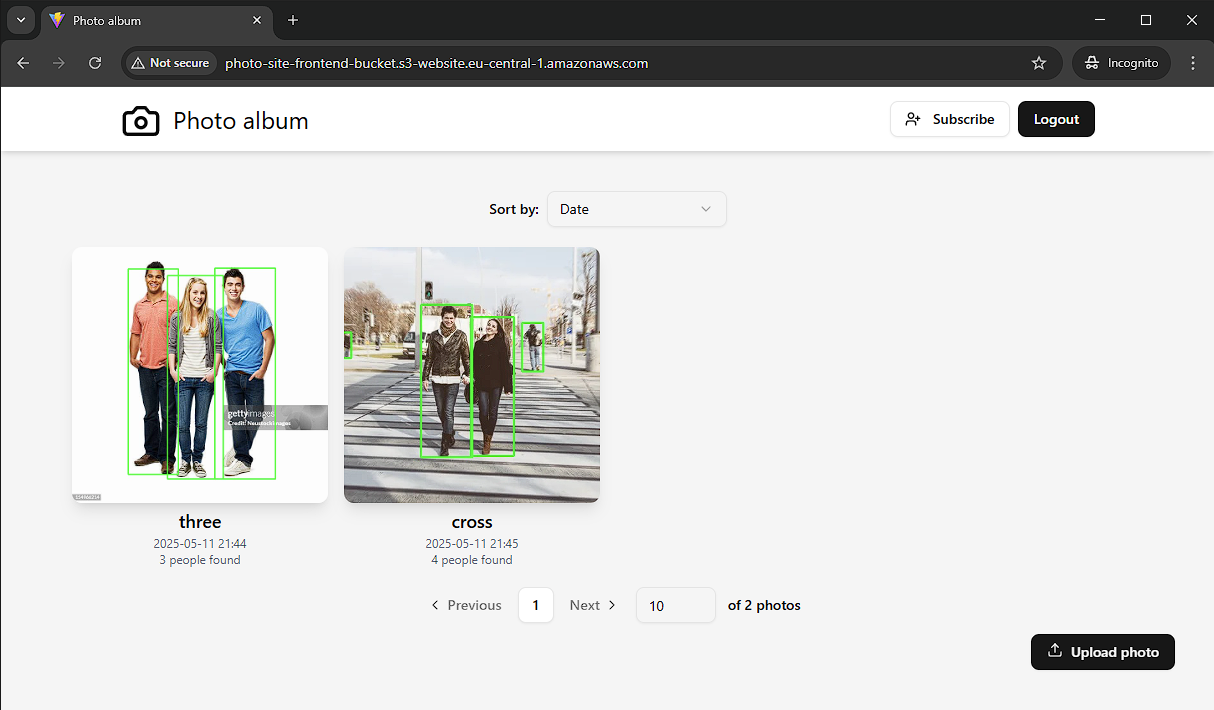 Photo album
Not secure
photo-site-frontend-bucket.s3-website.eu-central-1.amazonaws.com
Incognito
Photo album
Subscribe
Logout
Sort by:
Date
gettyimages
Credit: NeustockImages
three
cross
2025-05-11 21:44
2025-05-11 21:45
3 people found
4 people found
Previous
1
Next
10
of 2 photos
Upload photo